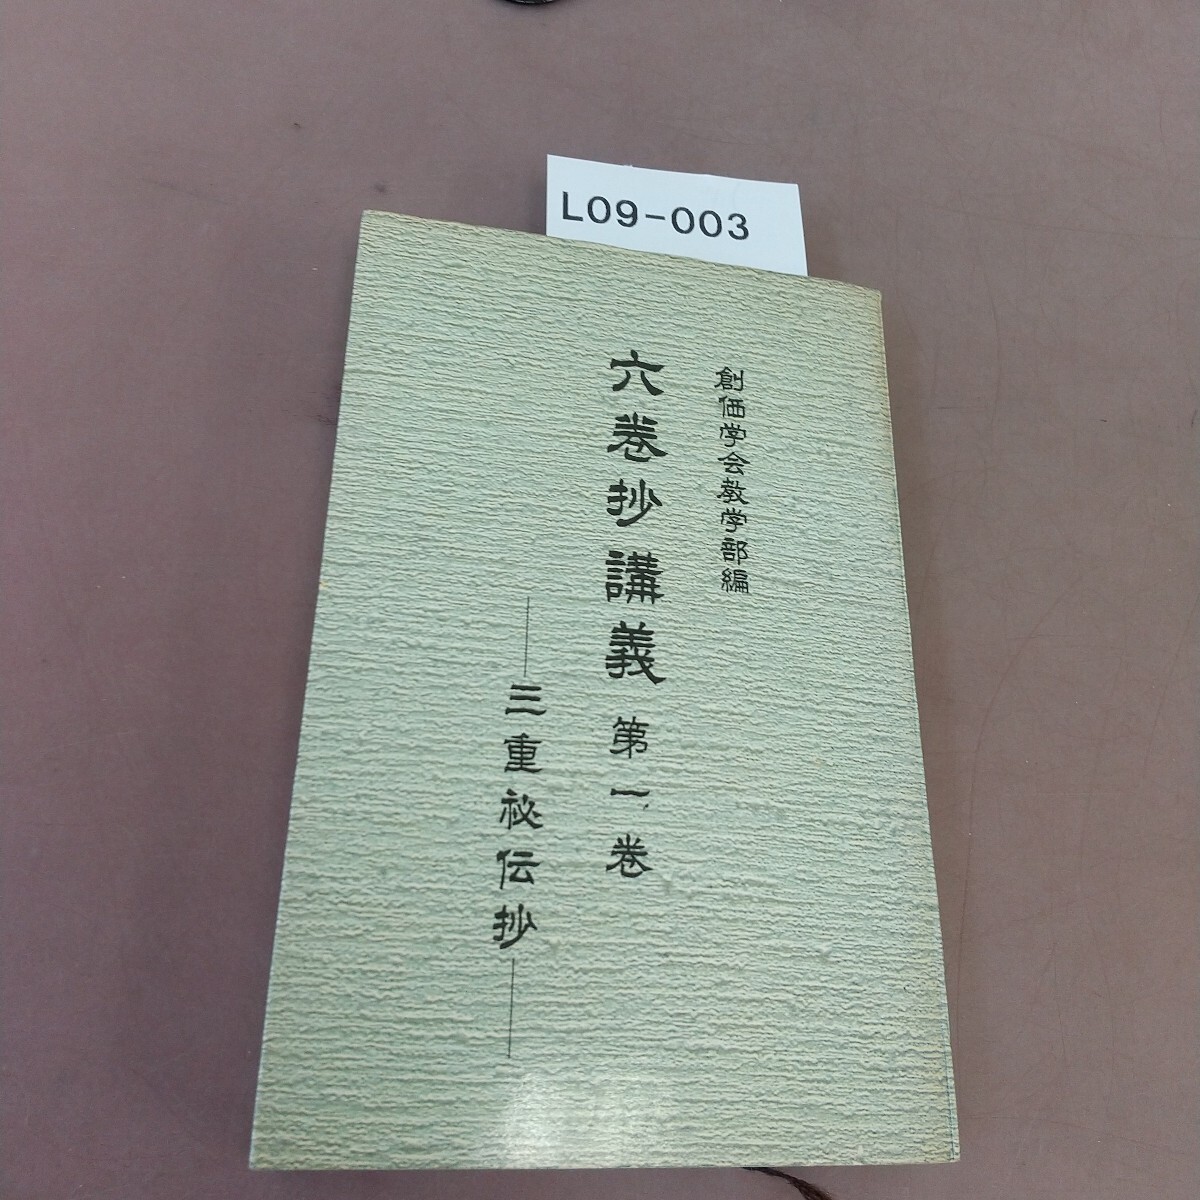 L09-003
創価学会教学部編
六巻抄講義 第一巻
三重秘伝抄